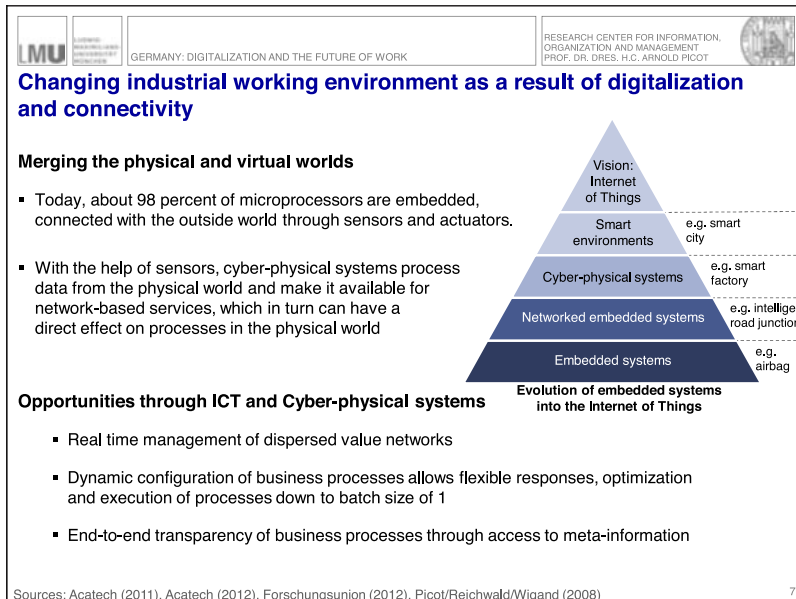 LMU
LUDWIG-
MAXIMILIANS-
UNIVERSITÄT
MÜNCHEN
GERMANY: DIGITALIZATION AND THE FUTURE OF WORK
RESEARCH CENTER FOR INFORMATION,
ORGANIZATION AND MANAGEMENT
PROF. DR. DRES. H.C. ARNOLD PICOT
Changing industrial working environment as a result of digitalization
and connectivity
Merging the physical and virtual worlds
▪ Today, about 98 percent of microprocessors are embedded,
connected with the outside world through sensors and actuators.
▪ With the help of sensors, cyber-physical systems process
data from the physical world and make it available for
network-based services, which in turn can have a
direct effect on processes in the physical world
Vision:
Internet
of Things
Smart
environments
e.g. smart
city
Cyber-physical systems
e.g. smart
factory
Networked embedded systems
e.g. intellige
road junction
Embedded systems
e.g.
airbag
Evolution of embedded systems
into the Internet of Things
Opportunities through ICT and Cyber-physical systems
▪ Real time management of dispersed value networks
▪ Dynamic configuration of business processes allows flexible responses, optimization
and execution of processes down to batch size of 1
▪ End-to-end transparency of business processes through access to meta-information
Sources: Acatech (2011), Acatech (2012), Forschungsunion (2012), Picot/Reichwald/Wigand (2008)
7